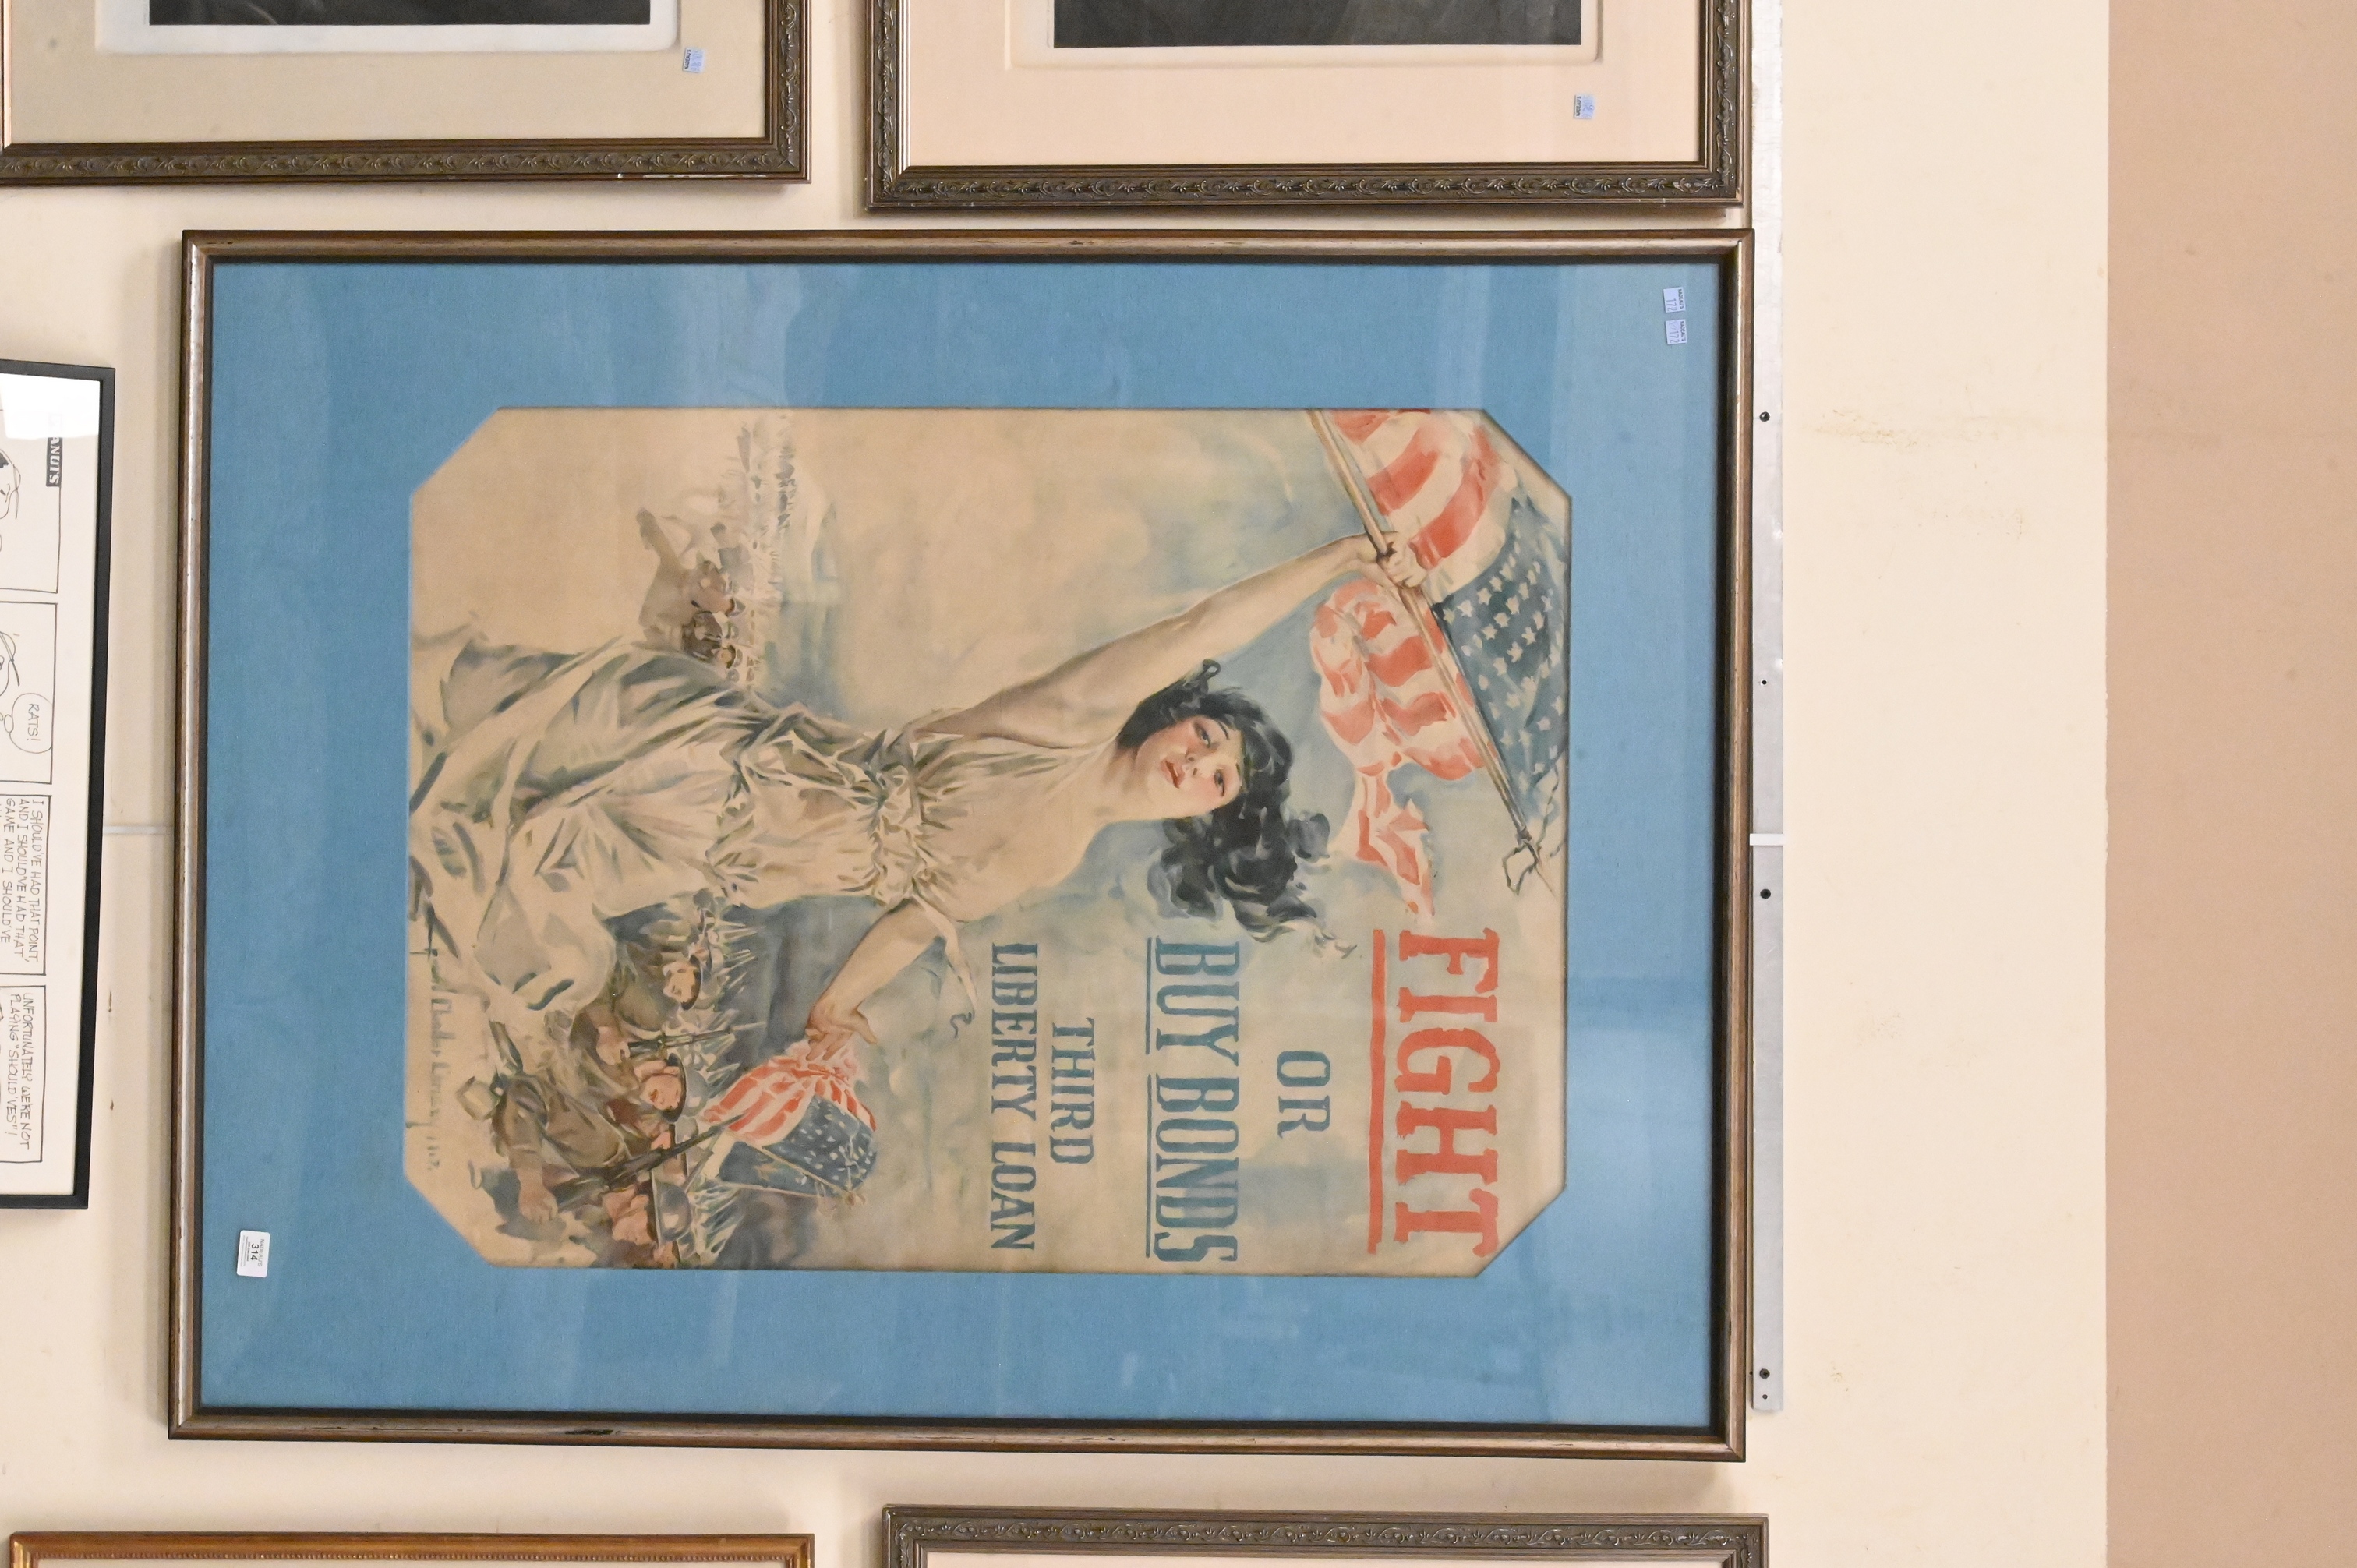 FIGHT
OR
BUY BONDS
THIRD
LIBERTY LOAN
314
RATS!
I SHOULD'VE HAD THAT POINT,
AND I SHOULD'VE HAD THAT
GAME AND I SHOULD'VE
UNFORTUNATELY, WE'RE NOT
PLAYING "SHOULD'VES"!